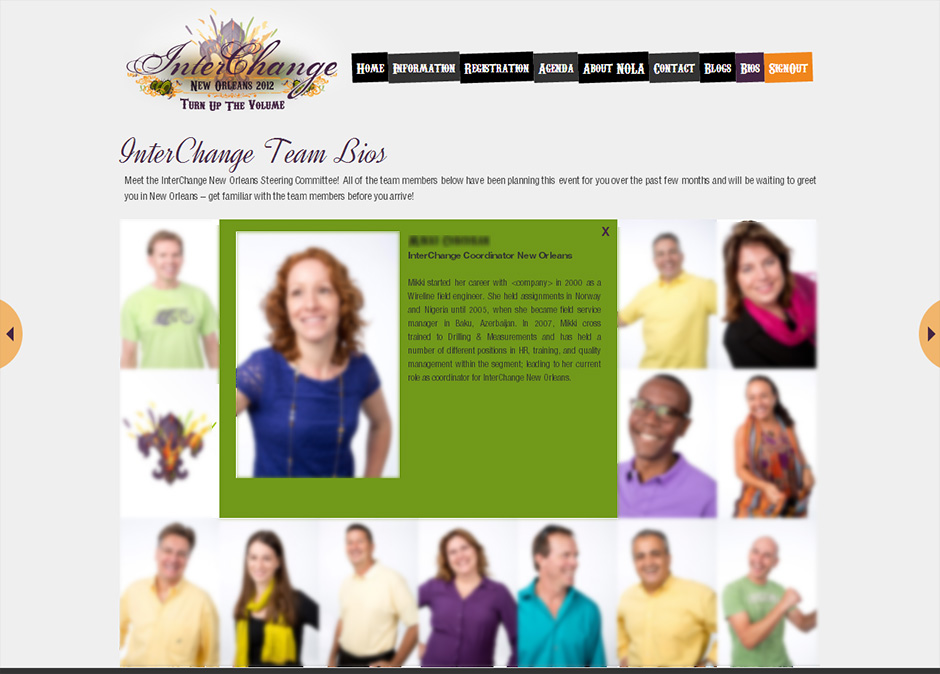 InterChange
New Orleans 2012
Turn Up The Volume
Home Information Registration Agenda About NOLA Contact Blogs Bios SignOut
InterChange Team Bios
Meet the InterChange New Orleans Steering Committee! All of the team members below have been planning this event for you over the past few months and will be waiting to greet
you in New Orleans – get familiar with the team members before you arrive!
X
InterChange Coordinator New Orleans
Mikki started her career with <company> in 2000 as a
Wireline field engineer. She held assignments in Norway
and Nigeria until 2005, when she became field service
manager in Baku, Azerbaijan. In 2007, Mikki cross
trained to Drilling & Measurements and has held a
number of different positions in HR, training, and quality
management within the segment; leading to her current
role as coordinator for InterChange New Orleans.